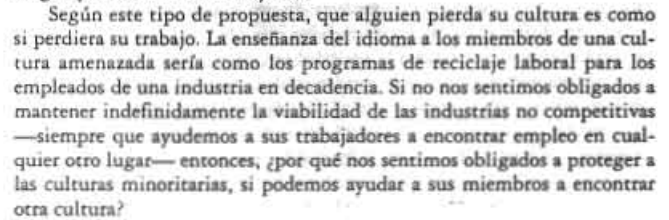 Según este tipo de propuesta, que alguien pierda su cultura es como
si perdiera su trabajo. La enseñanza del idioma a los miembros de una cul-
tura amenazada sería como los programas de reciclaje laboral para los
empleados de una industria en decadencia. Si no nos sentimos obligados a
mantener indefinidamente la viabilidad de las industrias no competitivas
—siempre que ayudemos a sus trabajadores a encontrar empleo en cual-
quier otro lugar— entonces, ¿por qué nos sentimos obligados a proteger a
las culturas minoritarias, si podemos ayudar a sus miembros a encontrar
otra cultura?